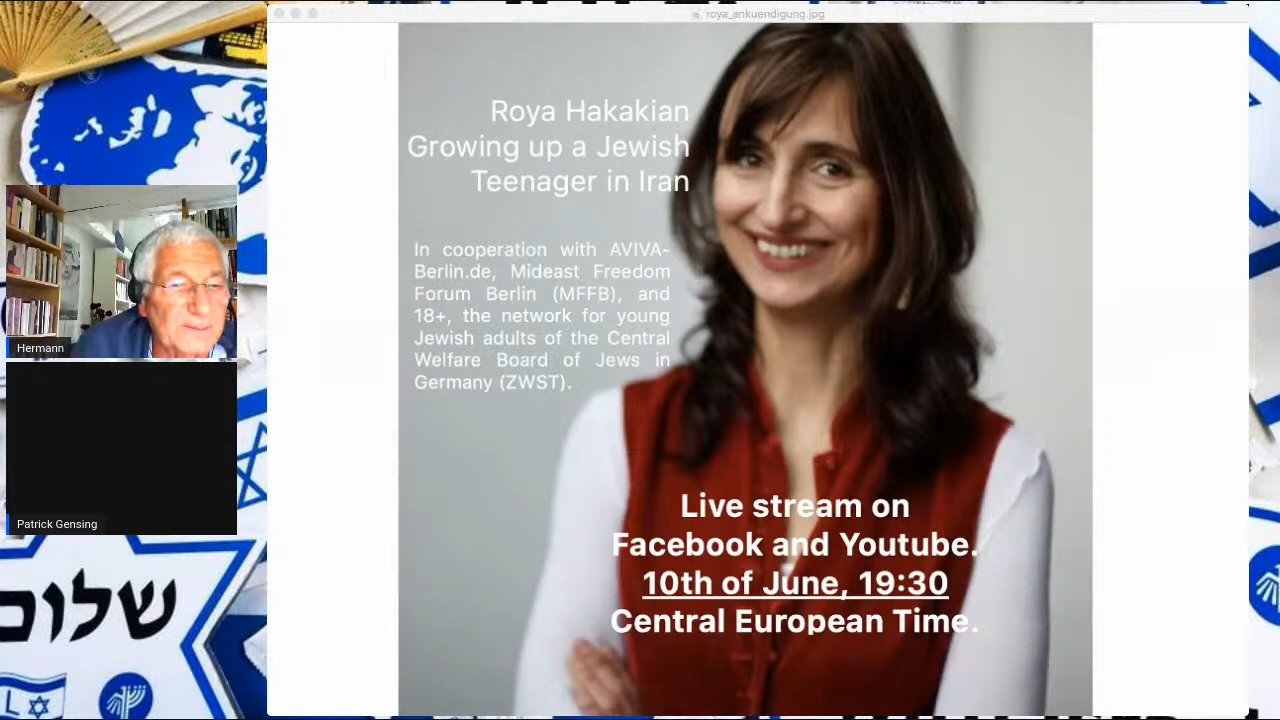 roya_ankuendigung.jpg
Roya Hakakian
Growing up a Jewish
Teenager in Iran
In cooperation with AVIVA-
Berlin.de, Mideast Freedom
Forum Berlin (MFFB), and
18+, the network for young
Jewish adults of the Central
Welfare Board of Jews in
Germany (ZWST).
Live stream on
Facebook and Youtube.
10th of June, 19:30
Central European Time.
Hermann
Patrick Gensing
שלום